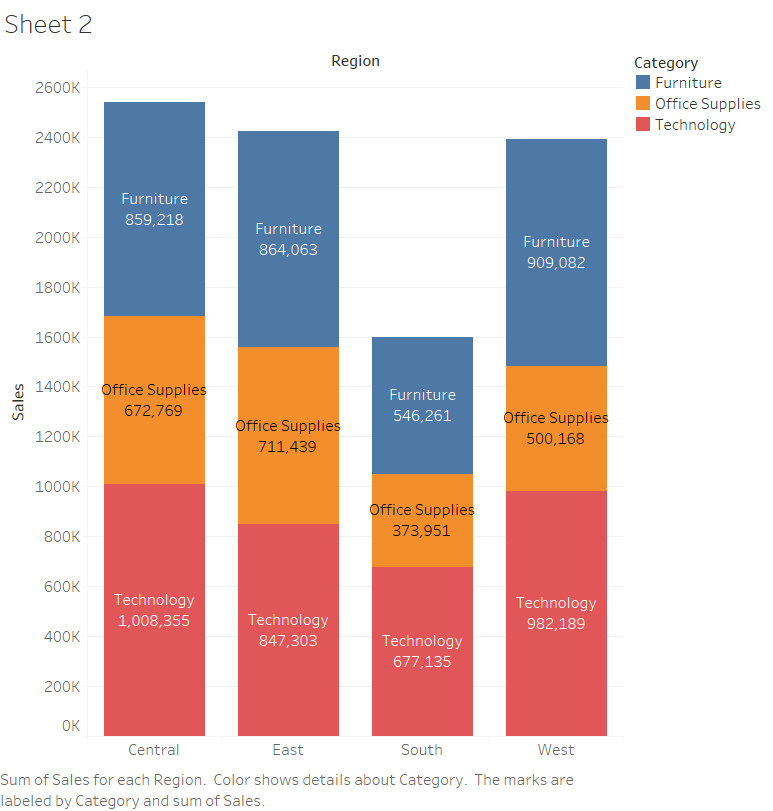 Sheet 2
Region
Category
Furniture
Office Supplies
Technology
Sales
2600K
2400K
2200K
2000K
1800K
1600K
1400K
1200K
1000K
800K
600K
400K
200K
0K
Furniture
859,218
Office Supplies
672,769
Technology
1,008,355
Furniture
864,063
Office Supplies
711,439
Technology
847,303
Furniture
546,261
Office Supplies
373,951
Technology
677,135
Furniture
909,082
Office Supplies
500,168
Technology
982,189
Central
East
South
West
Sum of Sales for each Region.  Color shows details about Category.  The marks are
labeled by Category and sum of Sales.